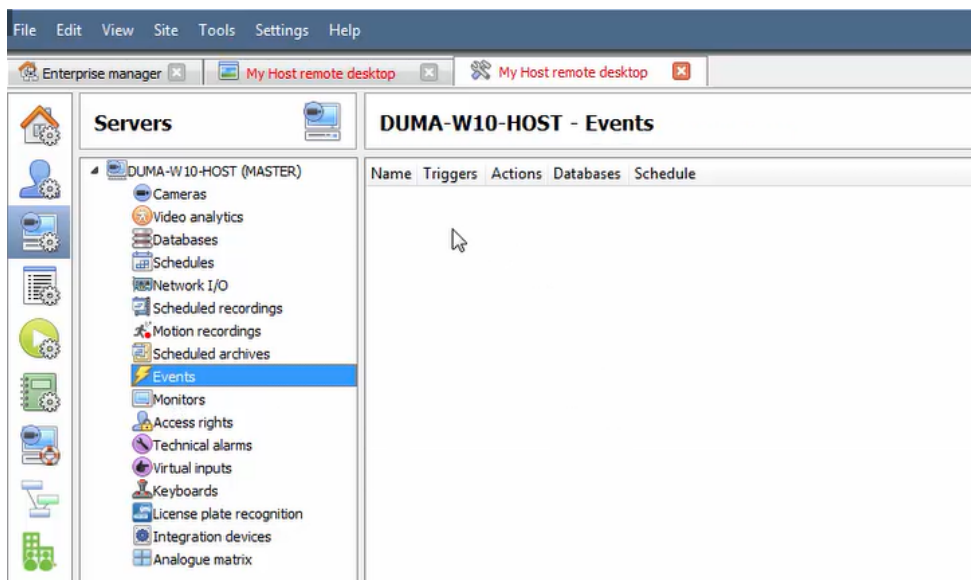 File Edit View Site Tools Settings Help
Enterprise manager My Host remote desktop My Host remote desktop
Servers
DUMA-W10-HOST - Events
DUMA-W10-HOST (MASTER)
Cameras
Video analytics
Databases
Schedules
Network I/O
Scheduled recordings
Motion recordings
Scheduled archives
Events
Monitors
Access rights
Technical alarms
Virtual inputs
Keyboards
License plate recognition
Integration devices
Analogue matrix
Name Triggers Actions Databases Schedule